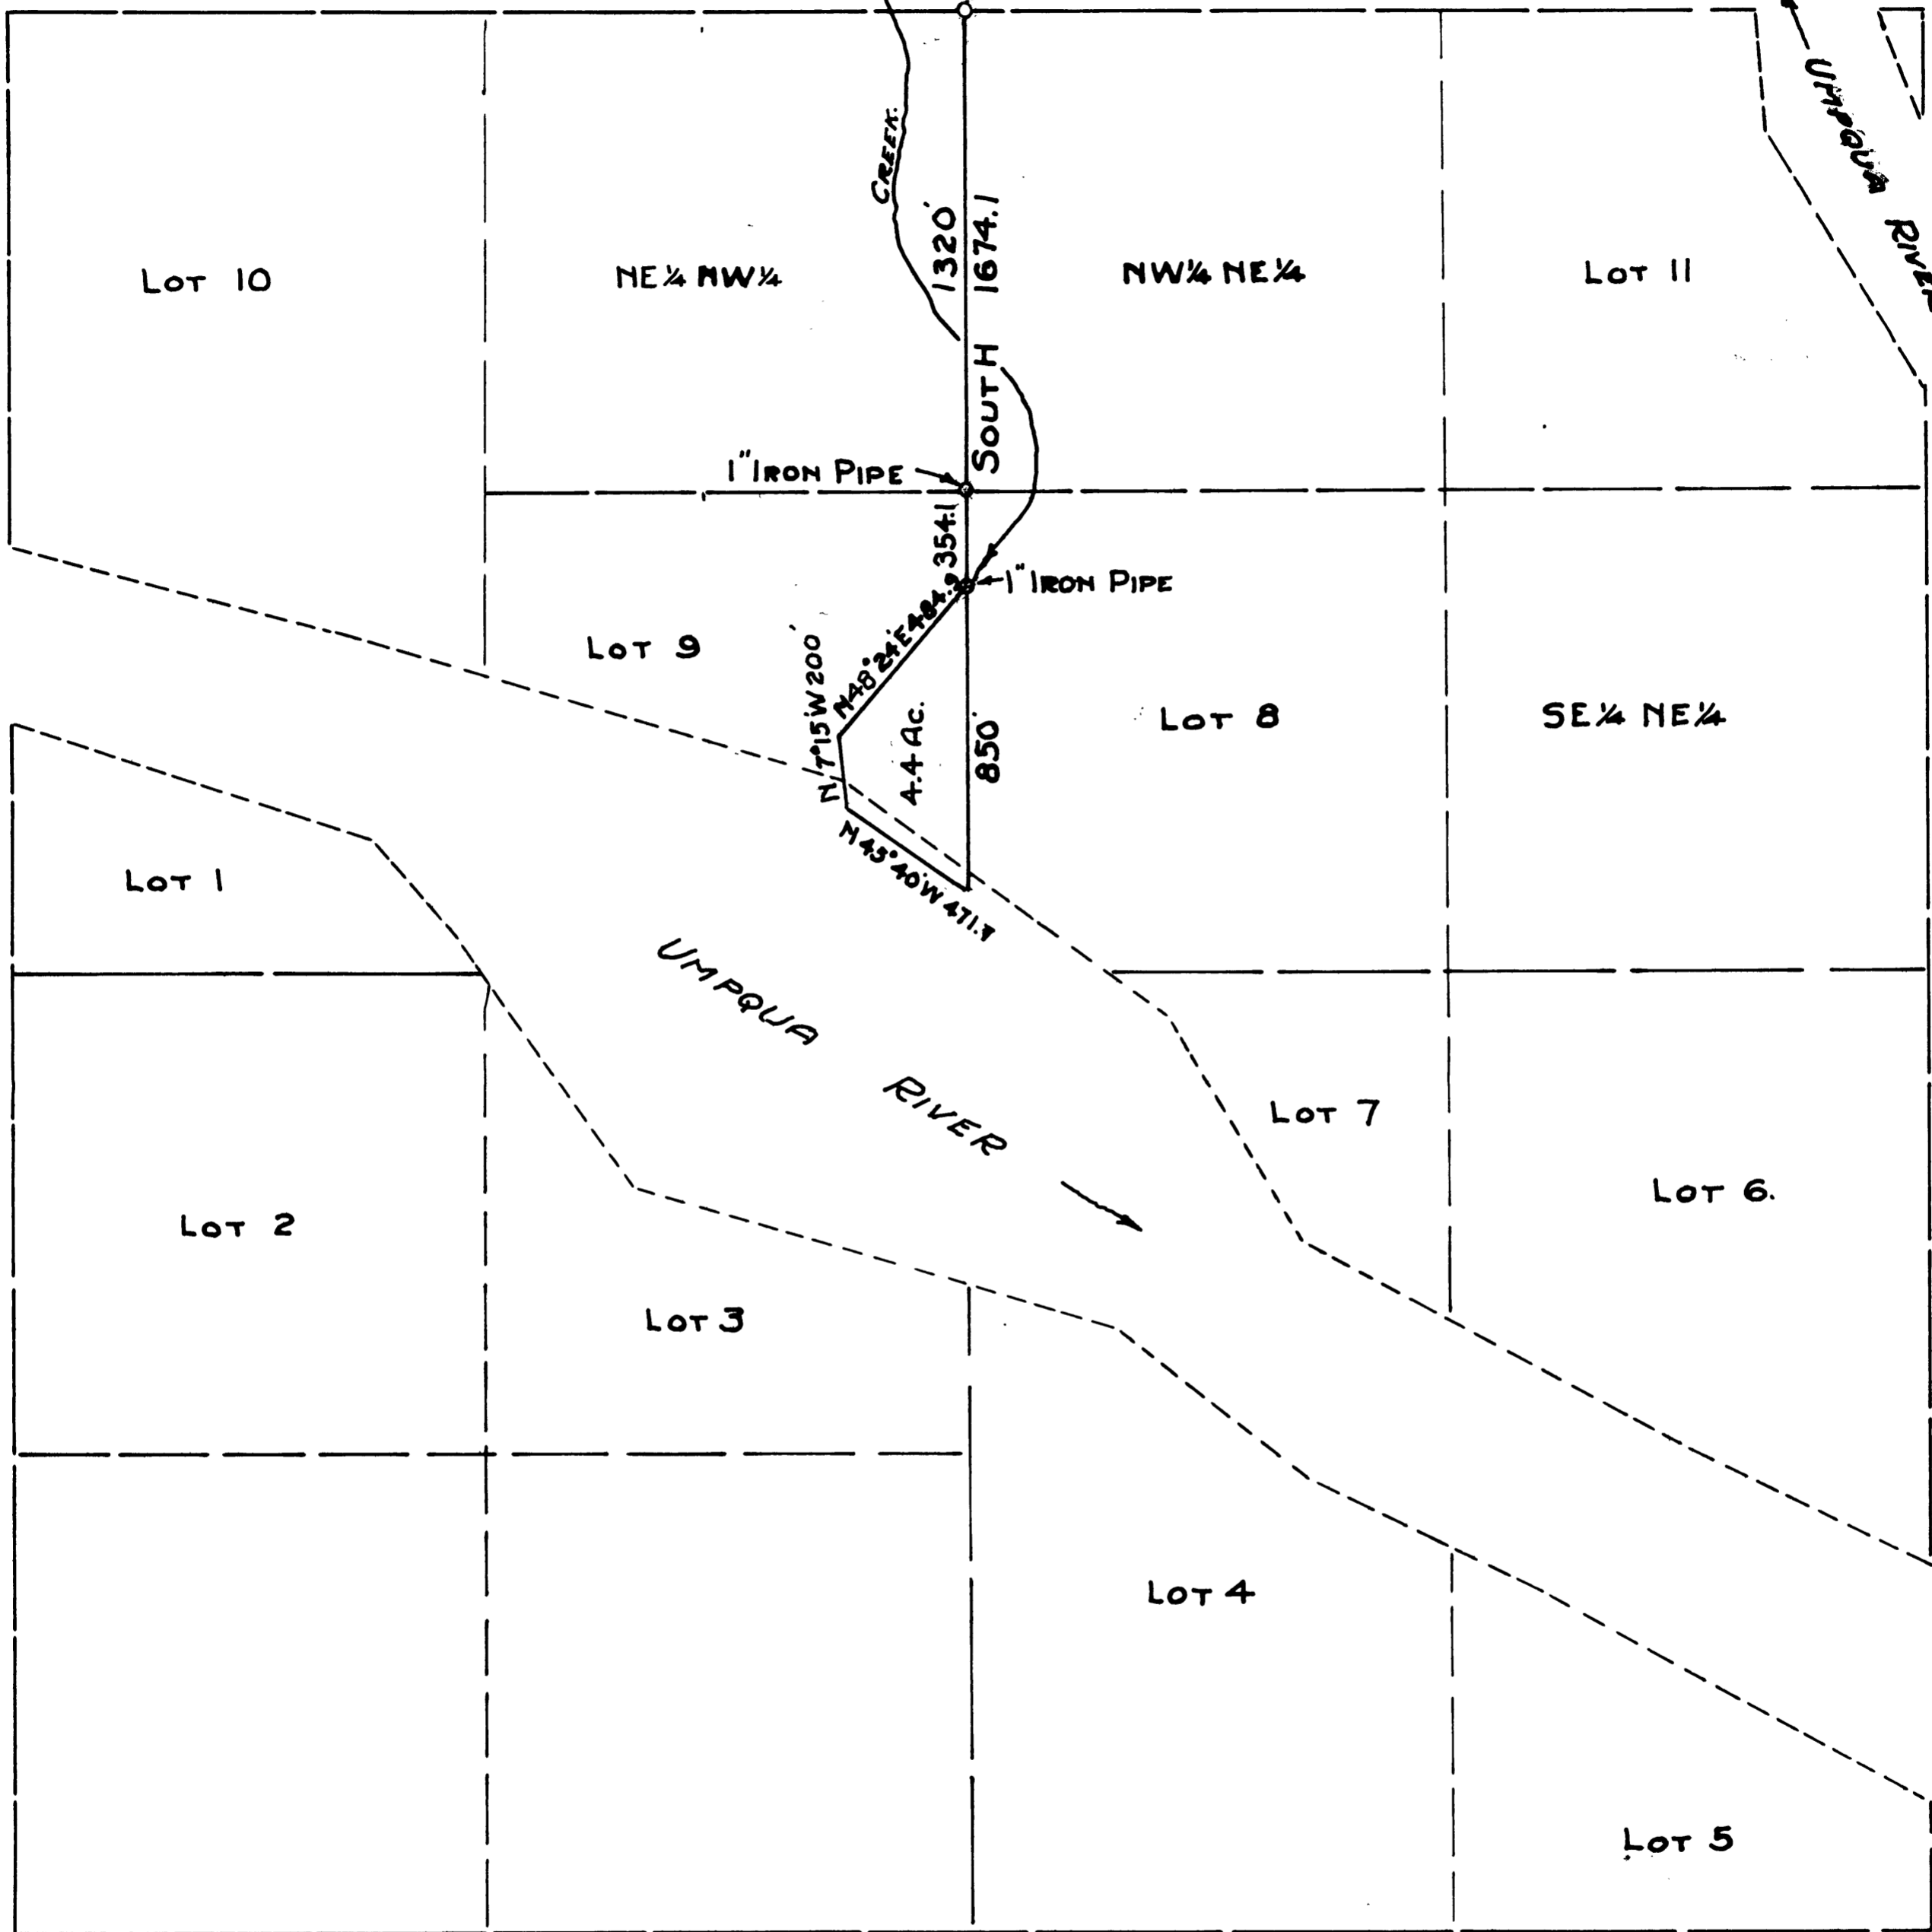 UMPQUA RIVER
CREEK.
1320'
SOUTH 1674.1
LOT 10
NE¼ NW¼
NW¼ NE¼
LOT 11
1" IRON PIPE
354.1
1" IRON PIPE
LOT 9
N 7°15'W 200'
N 48°24'E 484.9
4.4 Ac.
850'
LOT 8
SE¼ NE¼
N 43°40'W 471.7
LOT 1
UMPQUA RIVER
LOT 7
LOT 6.
LOT 2
LOT 3
LOT 4
LOT 5